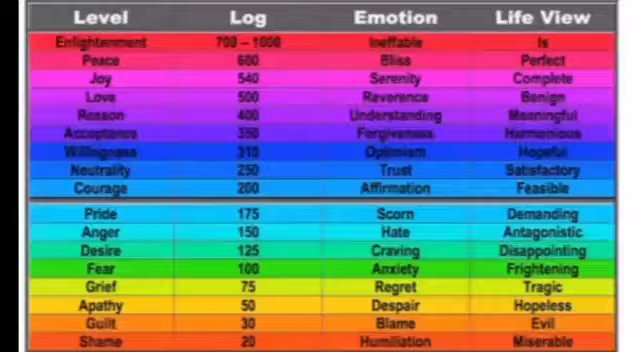 Level Log Emotion Life View
Enlightenment 700 – 1000 Ineffable Is
Peace 600 Bliss Perfect
Joy 540 Serenity Complete
Love 500 Reverence Benign
Reason 400 Understanding Meaningful
Acceptance 350 Forgiveness Harmonious
Willingness 310 Optimism Hopeful
Neutrality 250 Trust Satisfactory
Courage 200 Affirmation Feasible
Pride 175 Scorn Demanding
Anger 150 Hate Antagonistic
Desire 125 Craving Disappointing
Fear 100 Anxiety Frightening
Grief 75 Regret Tragic
Apathy 50 Despair Hopeless
Guilt 30 Blame Evil
Shame 20 Humiliation Miserable